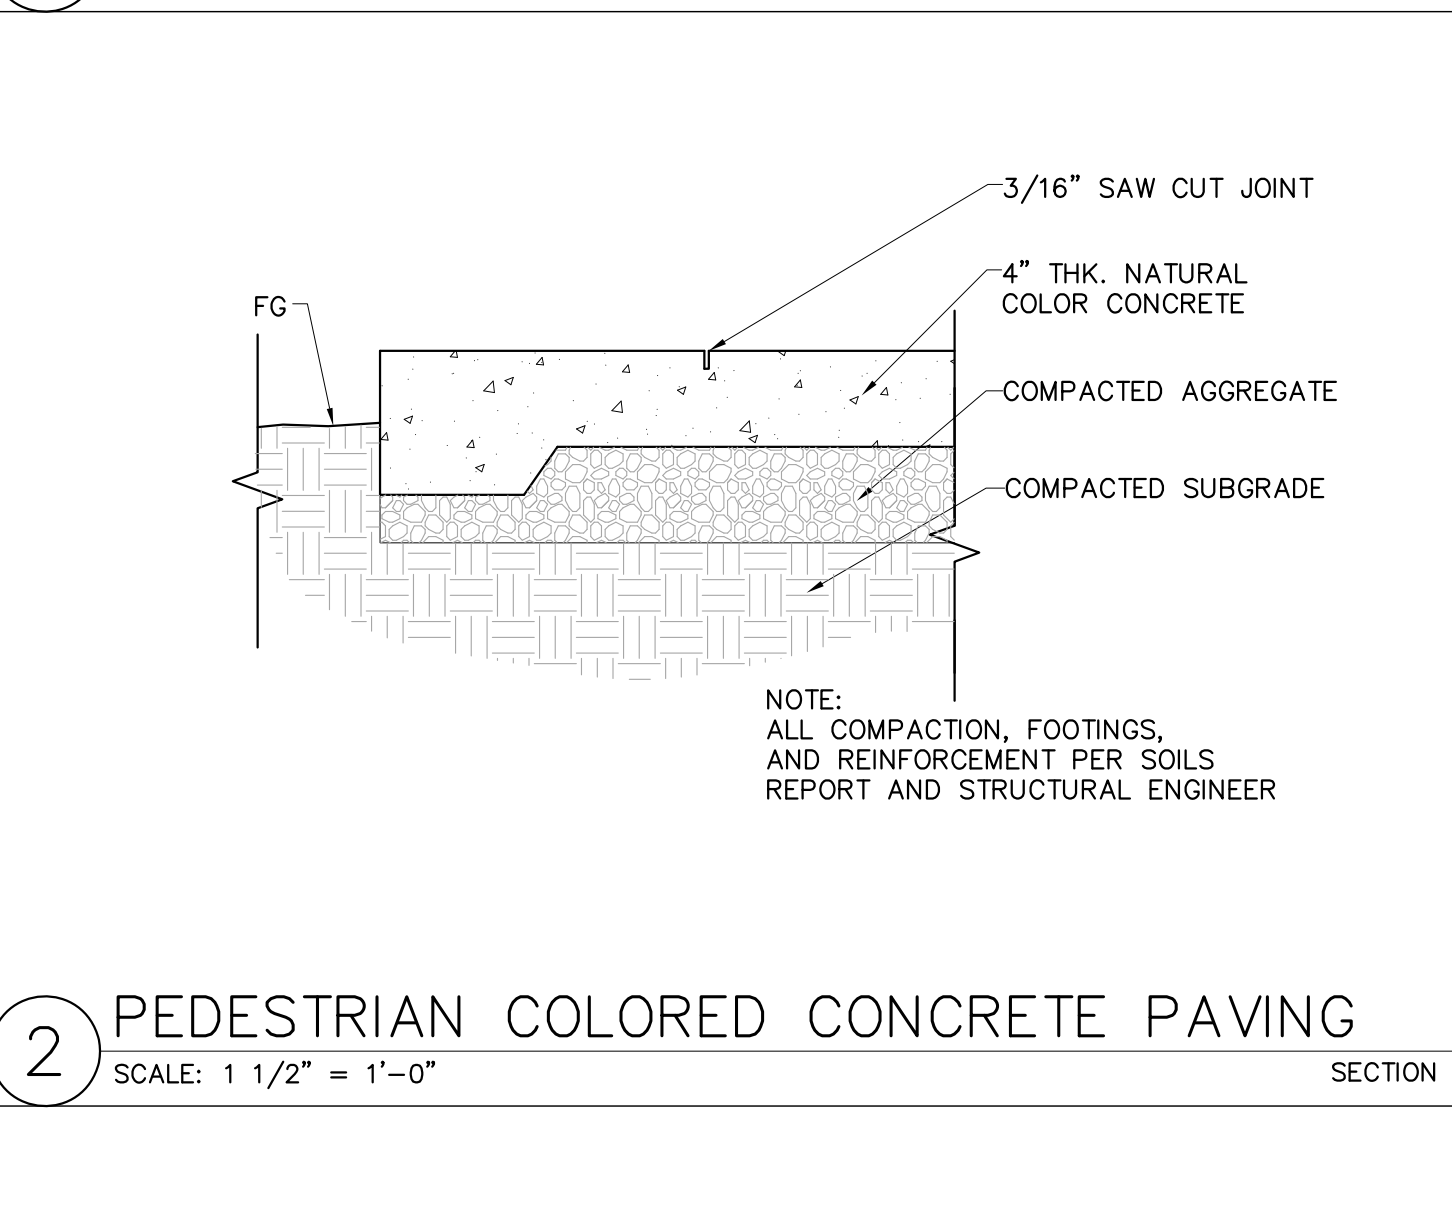 3/16” SAW CUT JOINT
4” THK. NATURAL
COLOR CONCRETE
FG
COMPACTED AGGREGATE
COMPACTED SUBGRADE
NOTE:
ALL COMPACTION, FOOTINGS,
AND REINFORCEMENT PER SOILS
REPORT AND STRUCTURAL ENGINEER
2
PEDESTRIAN COLORED CONCRETE PAVING
SCALE: 1 1/2” = 1’–0”
SECTION